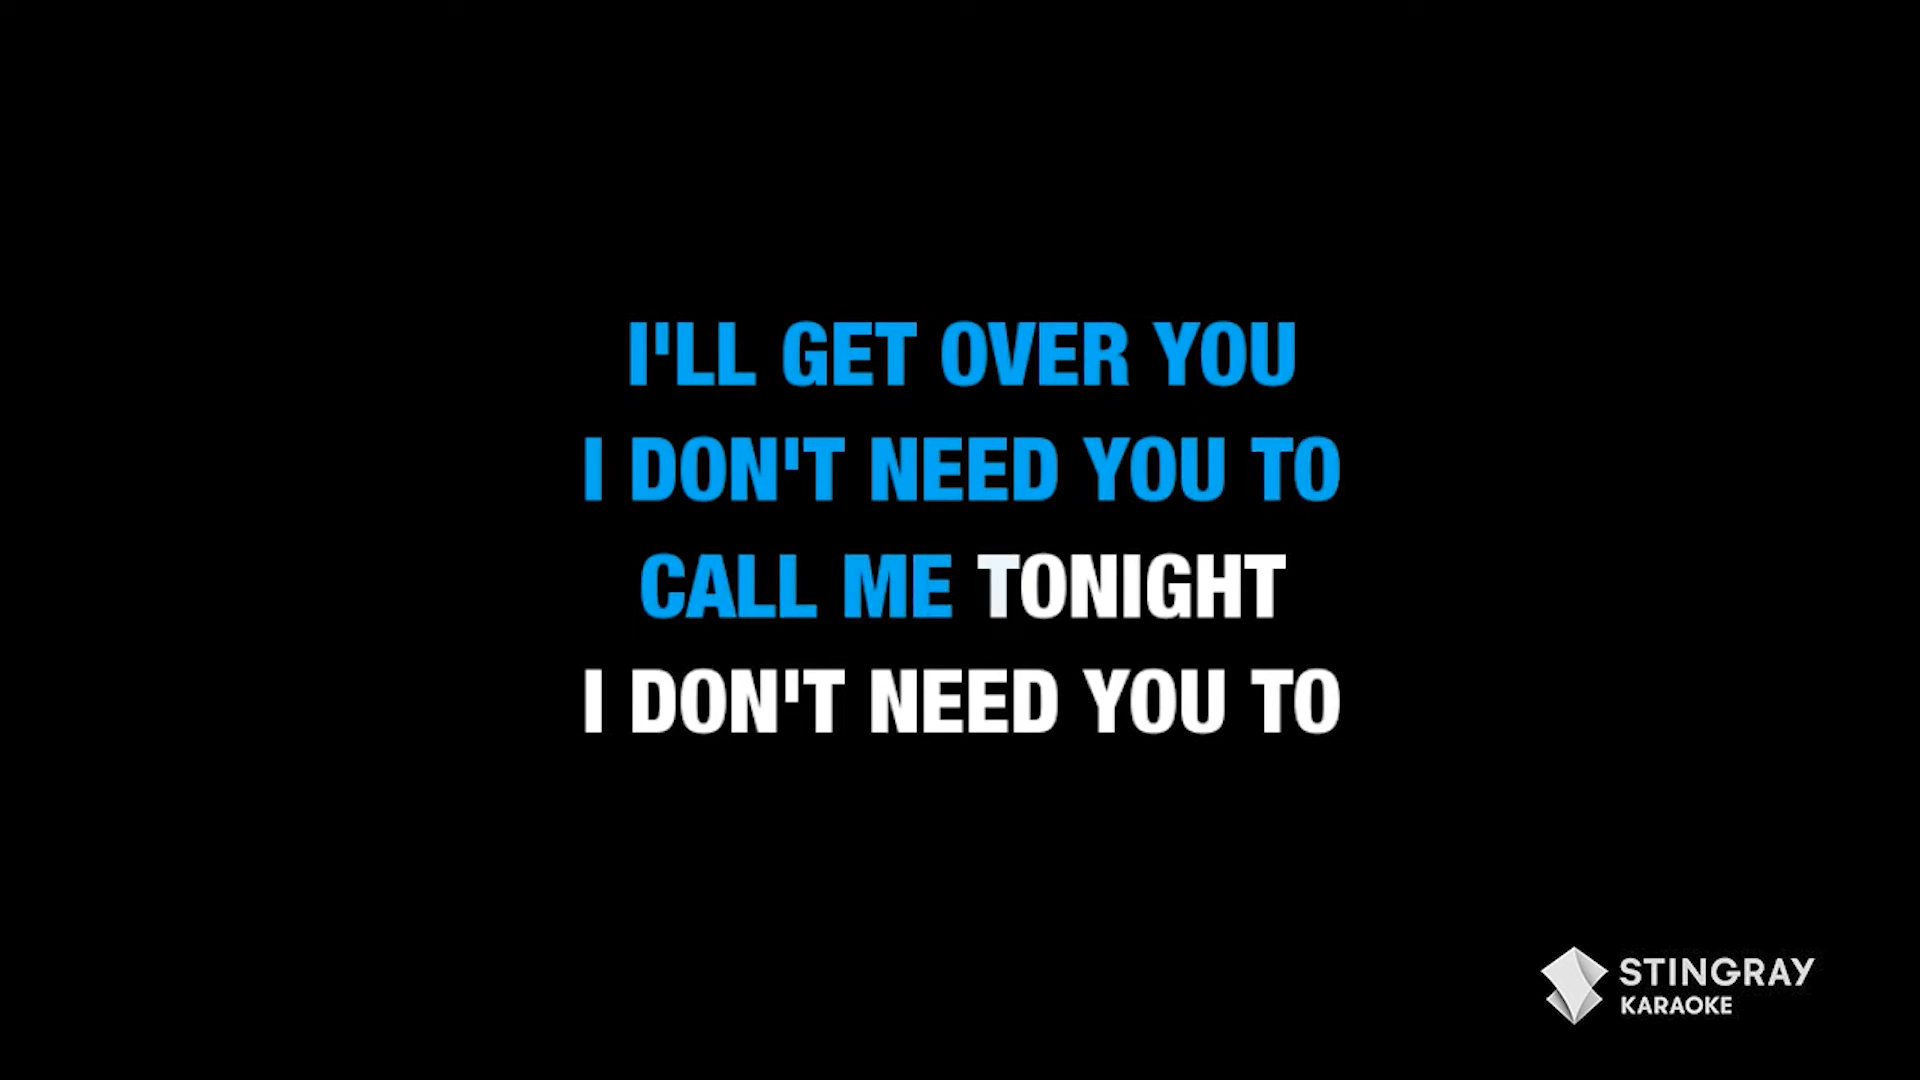 I'LL GET OVER YOU
I DON'T NEED YOU TO
CALL ME TONIGHT
I DON'T NEED YOU TO
STINGRAY
KARAOKE